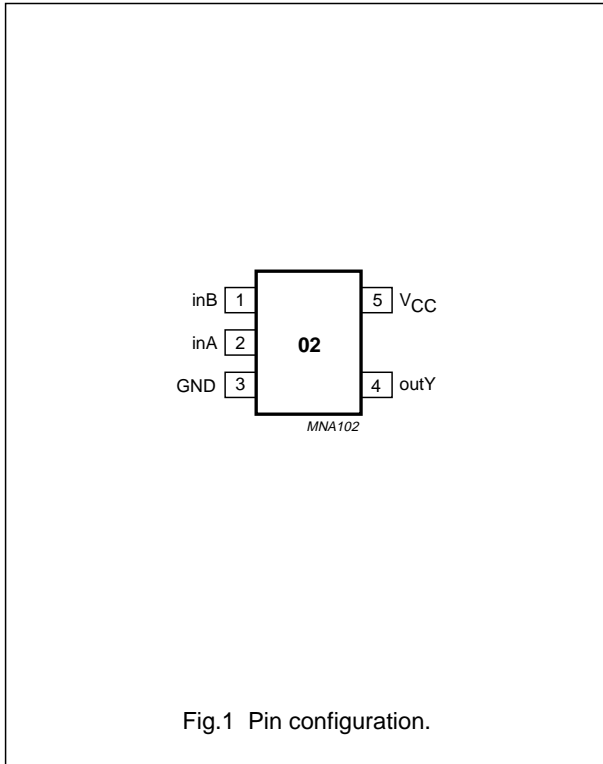 inB 1 5 VCC
inA 2 02
GND 3 4 outY
MNA102
Fig.1 Pin configuration.